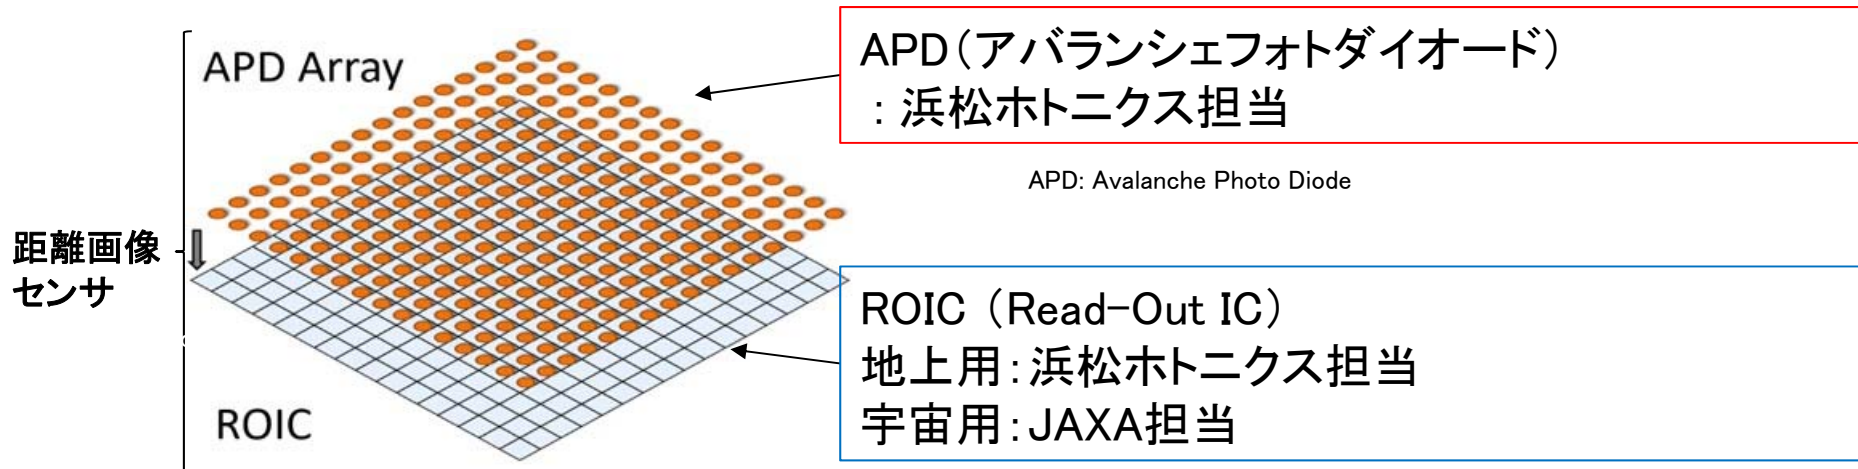 APD Array
APD（アバランシェフォトダイオード）
：浜松ホトニクス担当
APD: Avalanche Photo Diode
距離画像
センサ
ROIC（Read-Out IC）
地上用：浜松ホトニクス担当
宇宙用：JAXA担当
ROIC